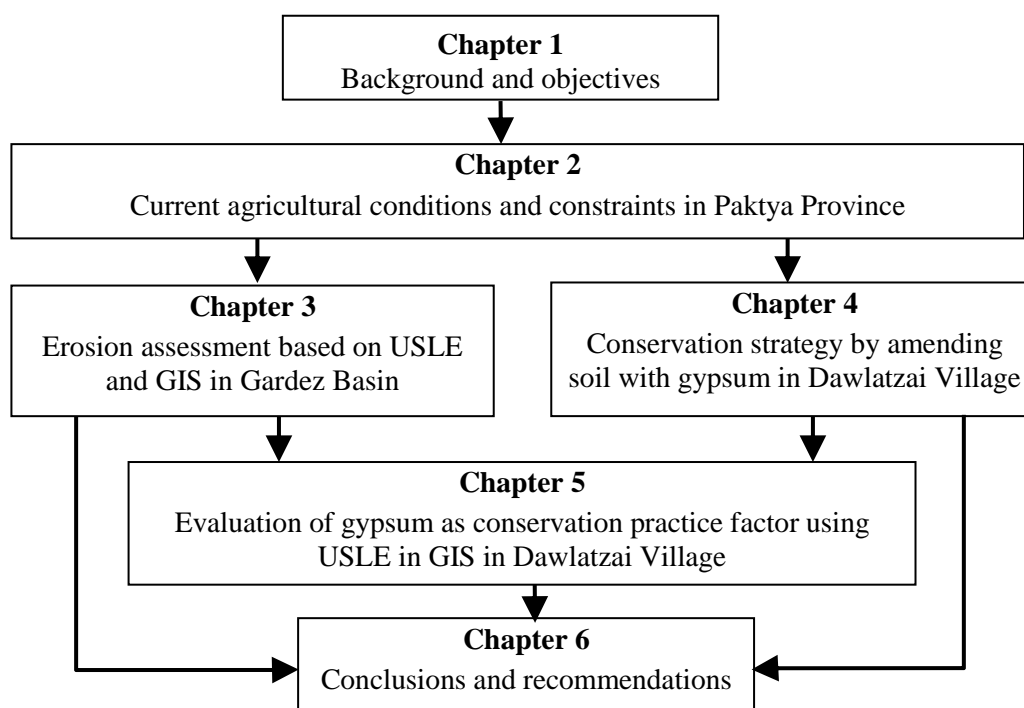 Chapter 1
Background and objectives
Chapter 2
Current agricultural conditions and constraints in Paktya Province
Chapter 3
Erosion assessment based on USLE
and GIS in Gardez Basin
Chapter 4
Conservation strategy by amending
soil with gypsum in Dawlatzai Village
Chapter 5
Evaluation of gypsum as conservation practice factor using
USLE in GIS in Dawlatzai Village
Chapter 6
Conclusions and recommendations